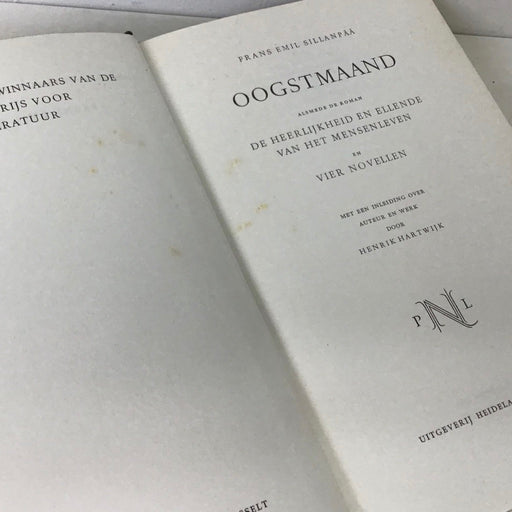 WINNAARS VAN DE
RIJS VOOR
RATUUR
SSELT
FRANS EMIL SILLANPÄÄ
OOGSTMAAND
ALSMEDE DE ROMAN
DE HEERLIJKHEID EN ELLENDE
VAN HET MENSENLEVEN
EN
VIER NOVELLEN
MET EEN INLEIDING OVER
AUTEUR EN WERK
DOOR
HENRIK HARTWIJK
P N L
UITGEVERIJ HEIDELA